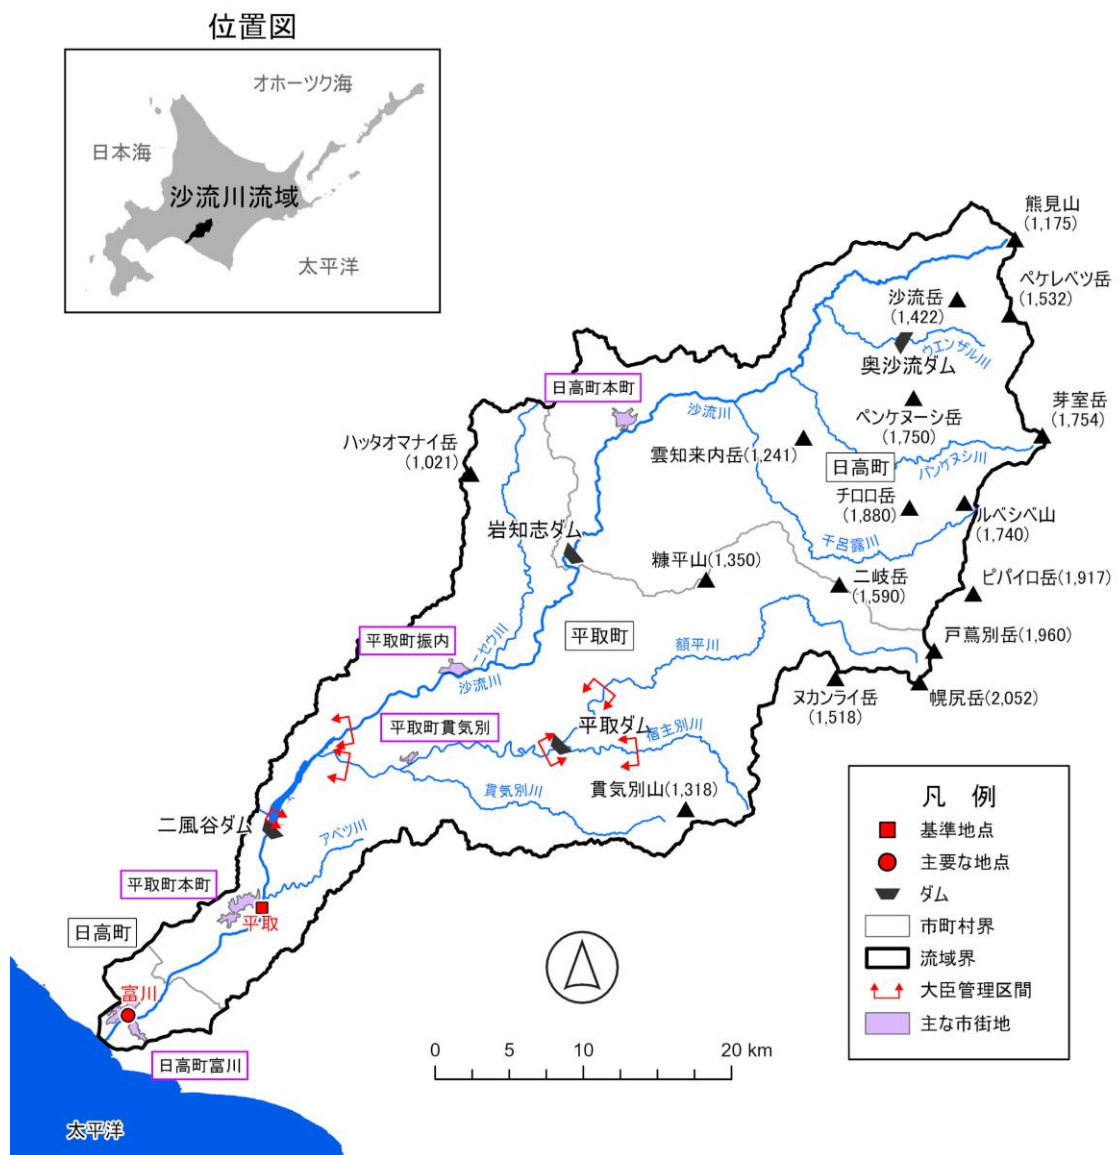 位置図
オホーツク海
日本海
沙流川流域
太平洋
熊見山
(1,175)
ペケレベツ岳
(1,532)
沙流岳
(1,422)
ウエンザル川
奥沙流ダム
日高町本町
沙流川
ペンケヌーシ岳
(1,750)
芽室岳
(1,754)
ハッタオマナイ岳
(1,021)
雲知来内岳(1,241)
日高町
パンケヌシ川
チロロ岳
(1,880)
ルベシベ山
(1,740)
岩知志ダム
千呂露川
糠平山(1,350)
二岐岳
(1,590)
ピパイロ岳(1,917)
平取町振内
ニセウ川
平取町
額平川
戸蔦別岳(1,960)
沙流川
ヌカンライ岳
(1,518)
幌尻岳(2,052)
平取町貫気別
平取ダム
宿主別川
貫気別川
貫気別山(1,318)
二風谷ダム
アベツ川
平取町本町
平取
日高町
富川
日高町富川
太平洋
0 5 10 20 km
凡 例
基準地点
主要な地点
ダム
市町村界
流域界
大臣管理区間
主な市街地